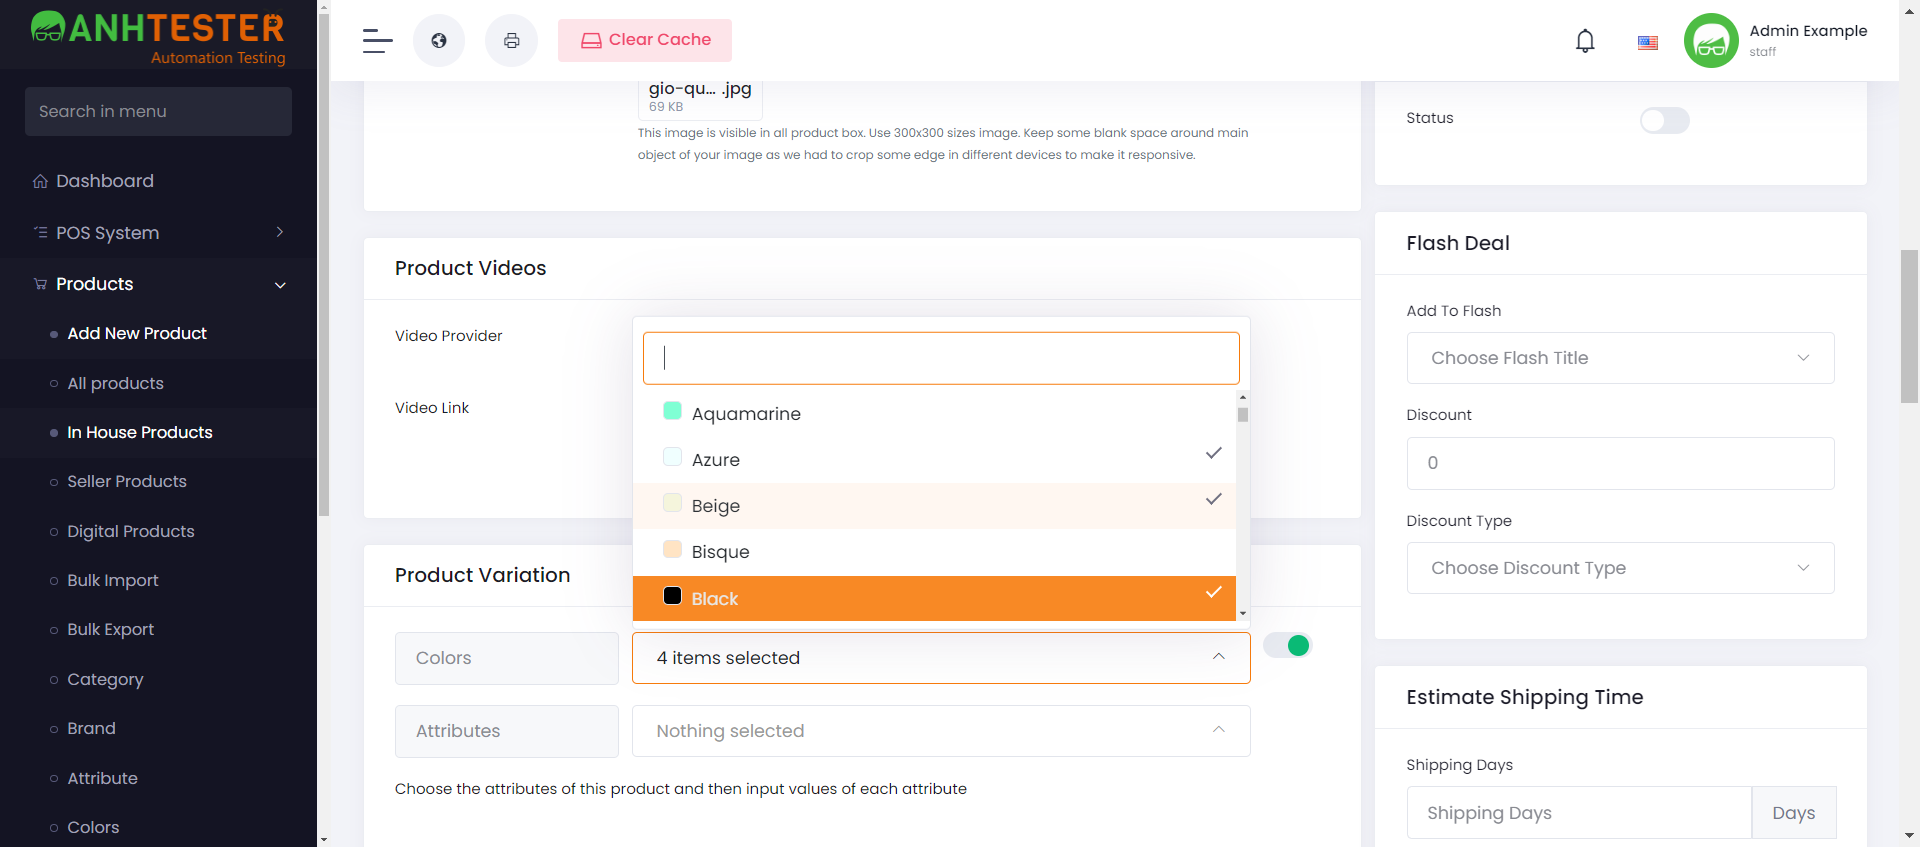 ANHTESTER
Automation Testing
Search in menu
Dashboard
POS System
Products
Add New Product
All products
In House Products
Seller Products
Digital Products
Bulk Import
Bulk Export
Category
Brand
Attribute
Colors
Clear Cache
Admin Example
staff
gio-qu... .jpg
69 KB
This image is visible in all product box. Use 300x300 sizes image. Keep some blank space around main
object of your image as we had to crop some edge in different devices to make it responsive.
Product Videos
Video Provider
Video Link
Aquamarine
Azure
Beige
Bisque
Black
Product Variation
Colors
4 items selected
Attributes
Nothing selected
Choose the attributes of this product and then input values of each attribute
Status
Flash Deal
Add To Flash
Choose Flash Title
Discount
0
Discount Type
Choose Discount Type
Estimate Shipping Time
Shipping Days
Shipping Days
Days